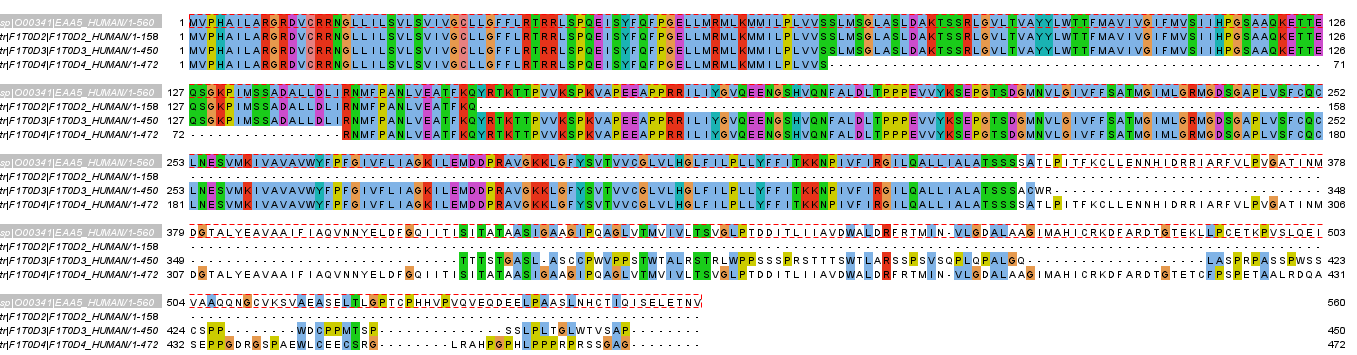 sp|O00341|EAA5_HUMAN/1-560 1 MVPHAILARGRDVCRRNGLLILSVLSVIVGCLLGFFLRTRRLSPQEISYFQFPGELLMRMLKMMILPLVVSSLMSGLASLDAKTSSRLGVLTVAYYLWTTFMAVIVGIFMVSIIHPGSAAQKETTE 126
tr|F1T0D2|F1T0D2_HUMAN/1-158 1 MVPHAILARGRDVCRRNGLLILSVLSVIVGCLLGFFLRTRRLSPQEISYFQFPGELLMRMLKMMILPLVVSSLMSGLASLDAKTSSRLGVLTVAYYLWTTFMAVIVGIFMVSIIHPGSAAQKETTE 126
tr|F1T0D3|F1T0D3_HUMAN/1-450 1 MVPHAILARGRDVCRRNGLLILSVLSVIVGCLLGFFLRTRRLSPQEISYFQFPGELLMRMLKMMILPLVVSSLMSGLASLDAKTSSRLGVLTVAYYLWTTFMAVIVGIFMVSIIHPGSAAQKETTE 126
tr|F1T0D4|F1T0D4_HUMAN/1-472 1 MVPHAILARGRDVCRRNGLLILSVLSVIVGCLLGFFLRTRRLSPQEISYFQFPGELLMRMLKMMILPLVVS------------------------------------------------------- 71
sp|O00341|EAA5_HUMAN/1-560 127 QSGKPIMSSADALLDLIRNMFPANLVEATFKQYRTKTTPVVKSPKVAPEEAPPRRILIYGVQEENGSHVQNFALDLTPPPEVVYKSEPGTSDGMNVLGIVFFSATMGIMLGRMGDSGAPLVSFCQC 252
tr|F1T0D2|F1T0D2_HUMAN/1-158 127 QSGKPIMSSADALLDLIRNMFPANLVEATFKQ---------------------------------------------------------------------------------------------- 158
tr|F1T0D3|F1T0D3_HUMAN/1-450 127 QSGKPIMSSADALLDLIRNMFPANLVEATFKQYRTKTTPVVKSPKVAPEEAPPRRILIYGVQEENGSHVQNFALDLTPPPEVVYKSEPGTSDGMNVLGIVFFSATMGIMLGRMGDSGAPLVSFCQC 252
tr|F1T0D4|F1T0D4_HUMAN/1-472 72 -----------------RNMFPANLVEATFKQYRTKTTPVVKSPKVAPEEAPPRRILIYGVQEENGSHVQNFALDLTPPPEVVYKSEPGTSDGMNVLGIVFFSATMGIMLGRMGDSGAPLVSFCQC 180
sp|O00341|EAA5_HUMAN/1-560 253 LNESVMKIVAVAVWYFPFGIVFLIAGKILEMDDPRAVGKKLGFYSVTVVCGLVLHGLFILPLLYFFITKKNPIVFIRGILQALLIALATSSSSATLPITFKCLLENNHIDRRIARFVLPVGATINM 378
tr|F1T0D2|F1T0D2_HUMAN/1-158 ------------------------------------------------------------------------------------------------------------------------------ 158
tr|F1T0D3|F1T0D3_HUMAN/1-450 253 LNESVMKIVAVAVWYFPFGIVFLIAGKILEMDDPRAVGKKLGFYSVTVVCGLVLHGLFILPLLYFFITKKNPIVFIRGILQALLIALATSSSSACWR------------------------------ 348
tr|F1T0D4|F1T0D4_HUMAN/1-472 181 LNESVMKIVAVAVWYFPFGIVFLIAGKILEMDDPRAVGKKLGFYSVTVVCGLVLHGLFILPLLYFFITKKNPIVFIRGILQALLIALATSSSSATLPITFKCLLENNHIDRRIARFVLPVGATINM 306
sp|O00341|EAA5_HUMAN/1-560 379 DGTALYEAVAAIFIAQVNNYELDFGQIITISITATAASIGAAGIPQAGLVTMVIVLTSVGLPTDDITLIIAVDWALDRFRTMIN-VLGDALAAGIMAHICRKDFARDTGTEKLLPCETKPVSLQEI 503
tr|F1T0D2|F1T0D2_HUMAN/1-158 ------------------------------------------------------------------------------------------------------------------------------ 158
tr|F1T0D3|F1T0D3_HUMAN/1-450 349 ------------------------------TTTSTGASL-ASCCPWVPPSTWTALRSTRLWPPSSSPRSTTTSWTLARSSPSVSQPLQPALGQ--------------------LASPRPASSPWSS 423
tr|F1T0D4|F1T0D4_HUMAN/1-472 307 DGTALYEAVAAIFIAQVNNYELDFGQIITISITATAASIGAAGIPQAGLVTMVIVLTSVGLPTDDITLIIAVDWALDRFRTMIN-VLGDALAAGIMAHICRKDFARDTGTETCFPSPETALRDQA 431
sp|O00341|EAA5_HUMAN/1-560 504 VAAQQNGCVKSVAEASELTLGPTCPHHVPVQVEQDEELPAASLNHCTIQISELETNV 560
tr|F1T0D2|F1T0D2_HUMAN/1-158 --------------------------------------------------------- 158
tr|F1T0D3|F1T0D3_HUMAN/1-450 424 CSPP--------WDCPPMTSP--------------SSLPLTGLWTVSAP-------- 450
tr|F1T0D4|F1T0D4_HUMAN/1-472 432 SEPPGDRGSPAEWLCEECSRG--------LRAHPGPHLPPPRPRSSGAG-------- 472